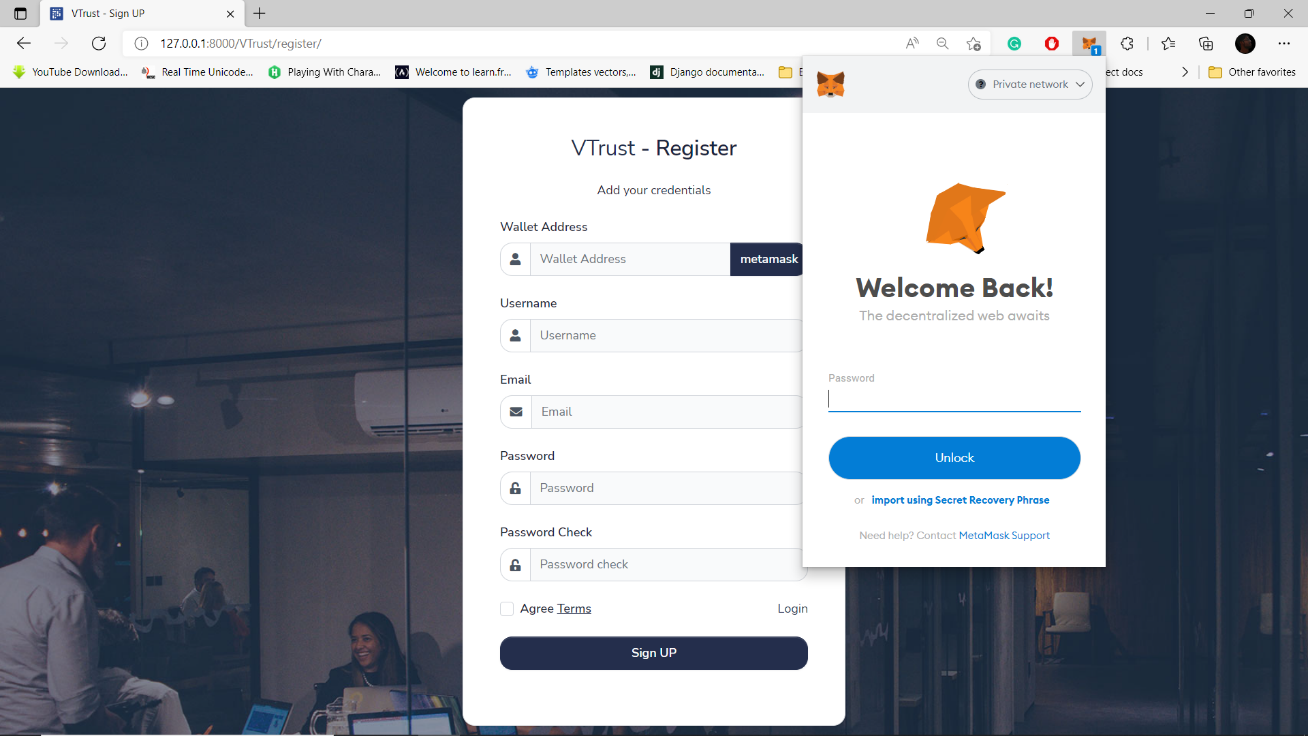 VTrust - Sign UP
127.0.0.1:8000/VTrust/register/
1
YouTube Download...
Real Time Unicode...
Playing With Chara...
Welcome to learn.fr...
Templates vectors,...
Django documenta...
ect docs
Other favorites
VTrust - Register
Add your credentials
Wallet Address
Wallet Address
metamask
Username
Username
Email
Email
Password
Password
Password Check
Password check
Agree Terms
Login
Sign UP
Private network
Welcome Back!
The decentralized web awaits
Password
Unlock
or import using Secret Recovery Phrase
Need help? Contact MetaMask Support